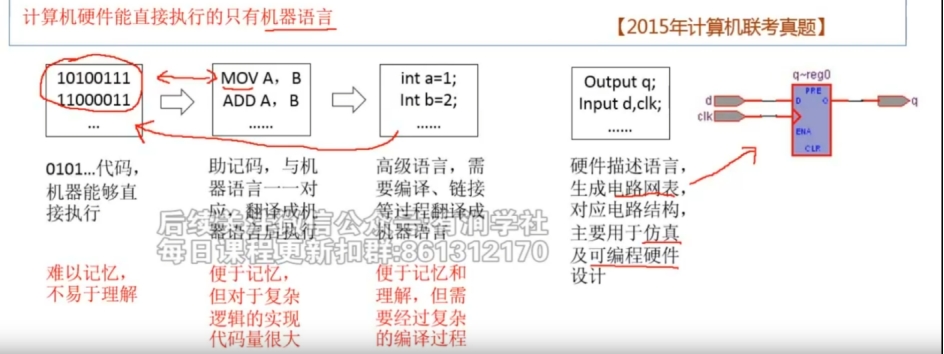 计算机硬件能直接执行的只有机器语言
【2015年计算机联考真题】
10100111
11000011
...
MOV A，B
ADD A，B
......
int a=1;
Int b=2;
......
Output q;
Input d,clk;
......
q~reg0
PRE
d
D
Q
q
clk
ENA
CLR
0101...代码，
机器能够直
接执行
助记码，与机
器语言一一对
应，翻译成机
器语言后执行
高级语言，需
要编译、链接
等过程翻译成
机器语言
硬件描述语言，
生成电路网表，
对应电路结构，
主要用于仿真
及可编程硬件
设计
每日课程更新扣群:861312170
难以记忆，
不易于理解
便于记忆，
但对于复杂
逻辑的实现
代码量很大
便于记忆和
理解，但需
要经过复杂
的编译过程